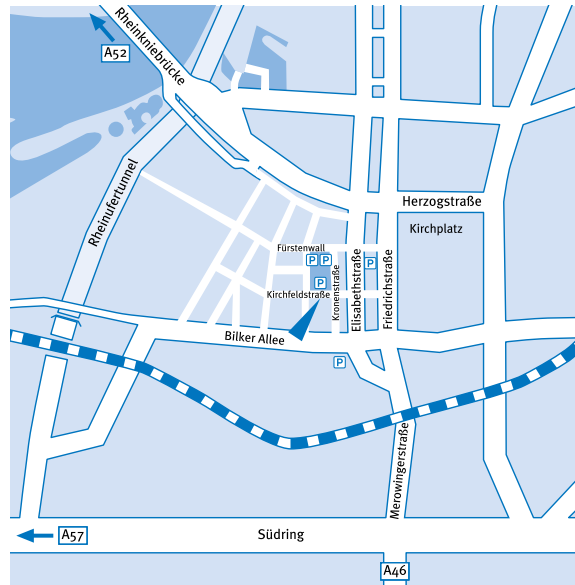 Rheinkniebrücke
A52
Rheinufertunnel
Herzogstraße
Kirchplatz
Fürstenwall
P P
P
P
Kirchfeldstraße
Kronenstraße
Elisabethstraße
Friedrichstraße
Bilker Allee
P
Merowingerstraße
A57
Südring
A46